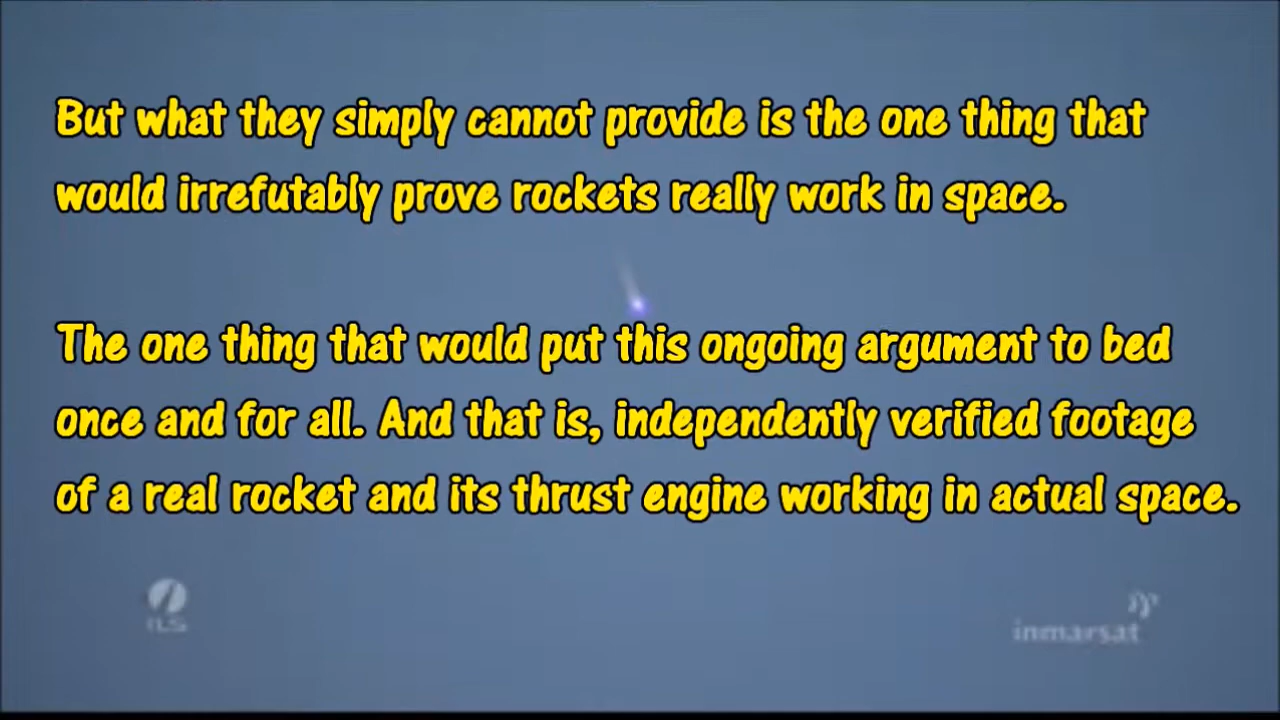 But what they simply cannot provide is the one thing that
would irrefutably prove rockets really work in space.
The one thing that would put this ongoing argument to bed
once and for all. And that is, independently verified footage
of a real rocket and its thrust engine working in actual space.
ILS
inmarsat